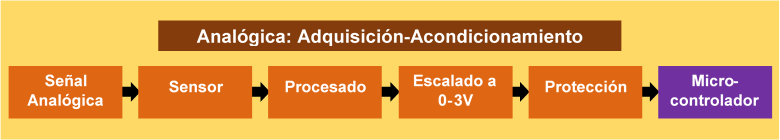 Analógica: Adquisición-Acondicionamiento
Señal
Analógica
Sensor
Procesado
Escalado a
0-3V
Protección
Micro-
controlador